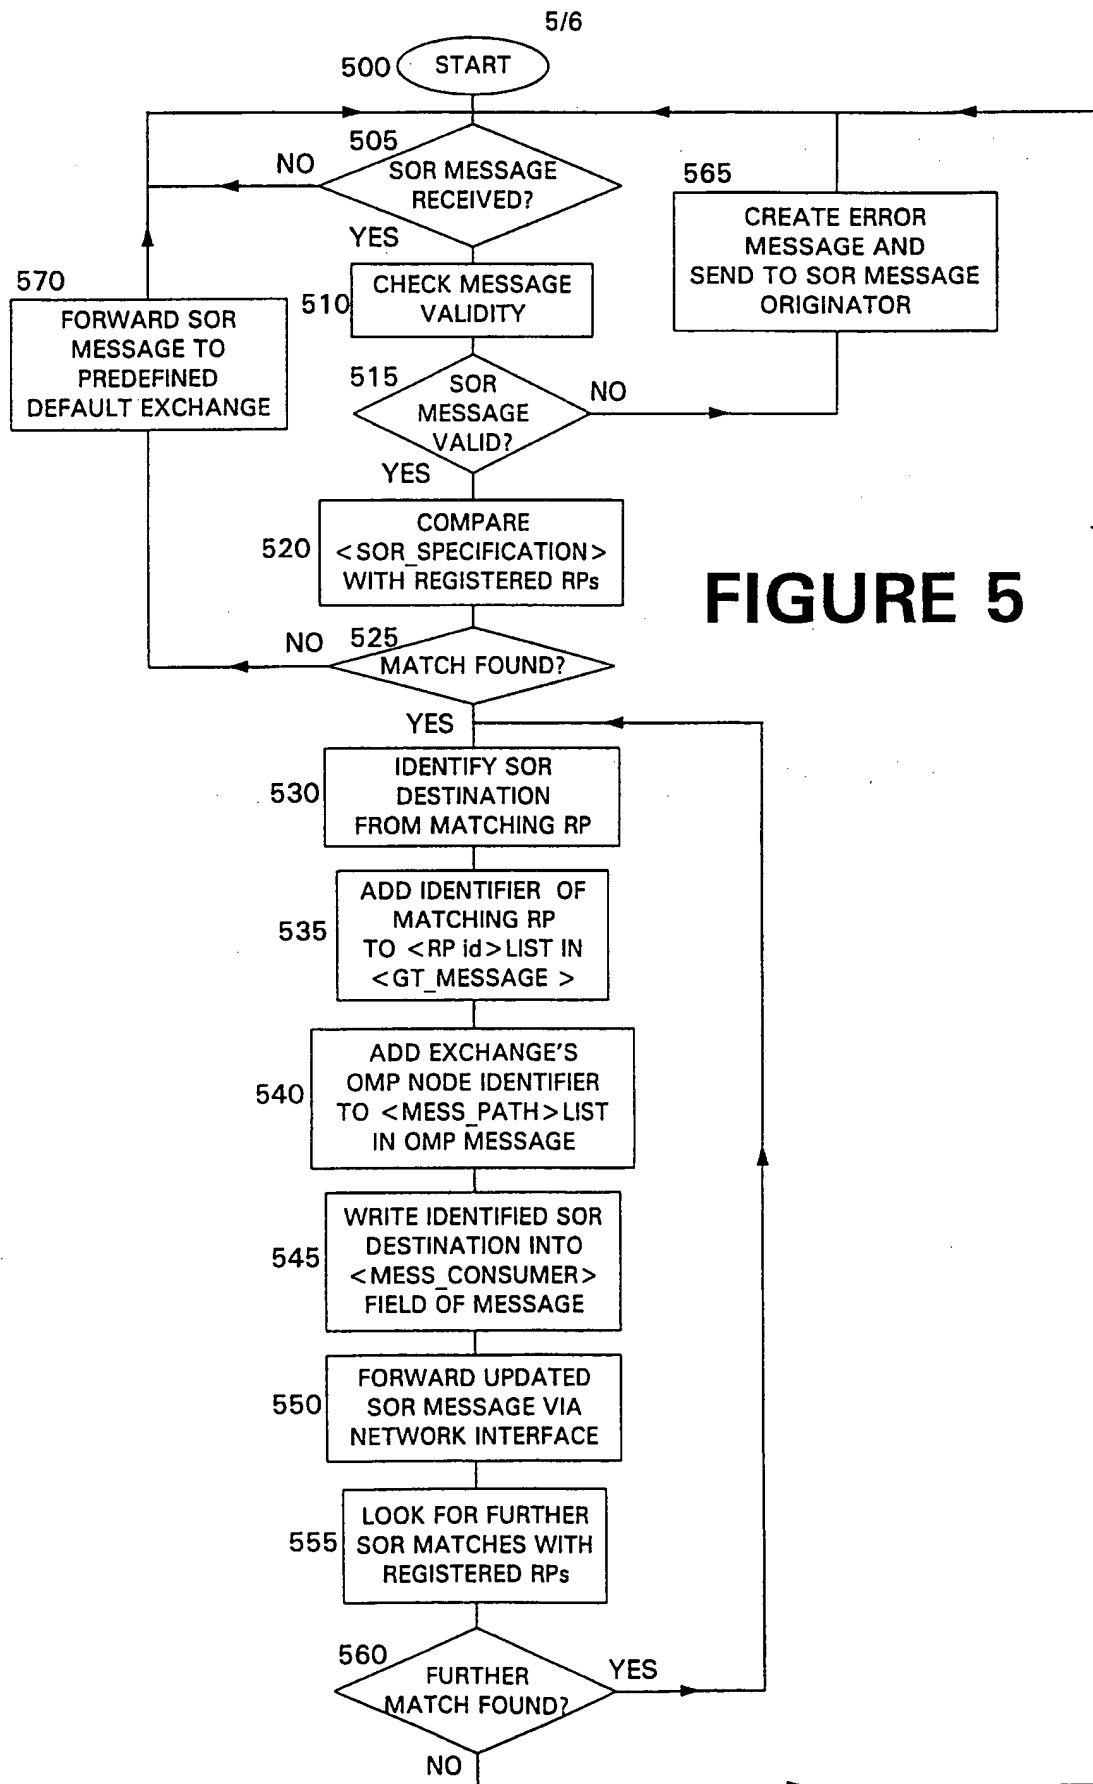 5/6
500
START
505
NO
SOR MESSAGE
RECEIVED?
YES
565
CREATE ERROR
MESSAGE AND
SEND TO SOR MESSAGE
ORIGINATOR
570
FORWARD SOR
MESSAGE TO
PREDEFINED
DEFAULT EXCHANGE
510
CHECK MESSAGE
VALIDITY
515
SOR
MESSAGE
VALID?
NO
YES
520
COMPARE
<SOR_SPECIFICATION>
WITH REGISTERED RPs
FIGURE 5
525
NO
MATCH FOUND?
YES
530
IDENTIFY SOR
DESTINATION
FROM MATCHING RP
535
ADD IDENTIFIER OF
MATCHING RP
TO <RP id> LIST IN
<GT_MESSAGE >
540
ADD EXCHANGE'S
OMP NODE IDENTIFIER
TO <MESS_PATH> LIST
IN OMP MESSAGE
545
WRITE IDENTIFIED SOR
DESTINATION INTO
<MESS_CONSUMER>
FIELD OF MESSAGE
550
FORWARD UPDATED
SOR MESSAGE VIA
NETWORK INTERFACE
555
LOOK FOR FURTHER
SOR MATCHES WITH
REGISTERED RPs
560
FURTHER
MATCH FOUND?
YES
NO